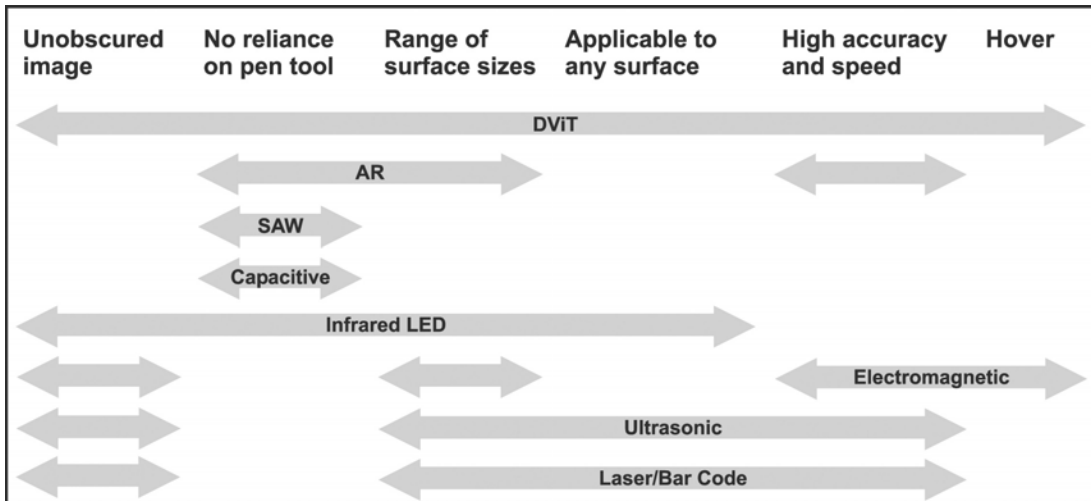 Unobscured No reliance Range of Applicable to High accuracy Hover
image on pen tool surface sizes any surface and speed
DViT
AR
SAW
Capacitive
Infrared LED
Electromagnetic
Ultrasonic
Laser/Bar Code